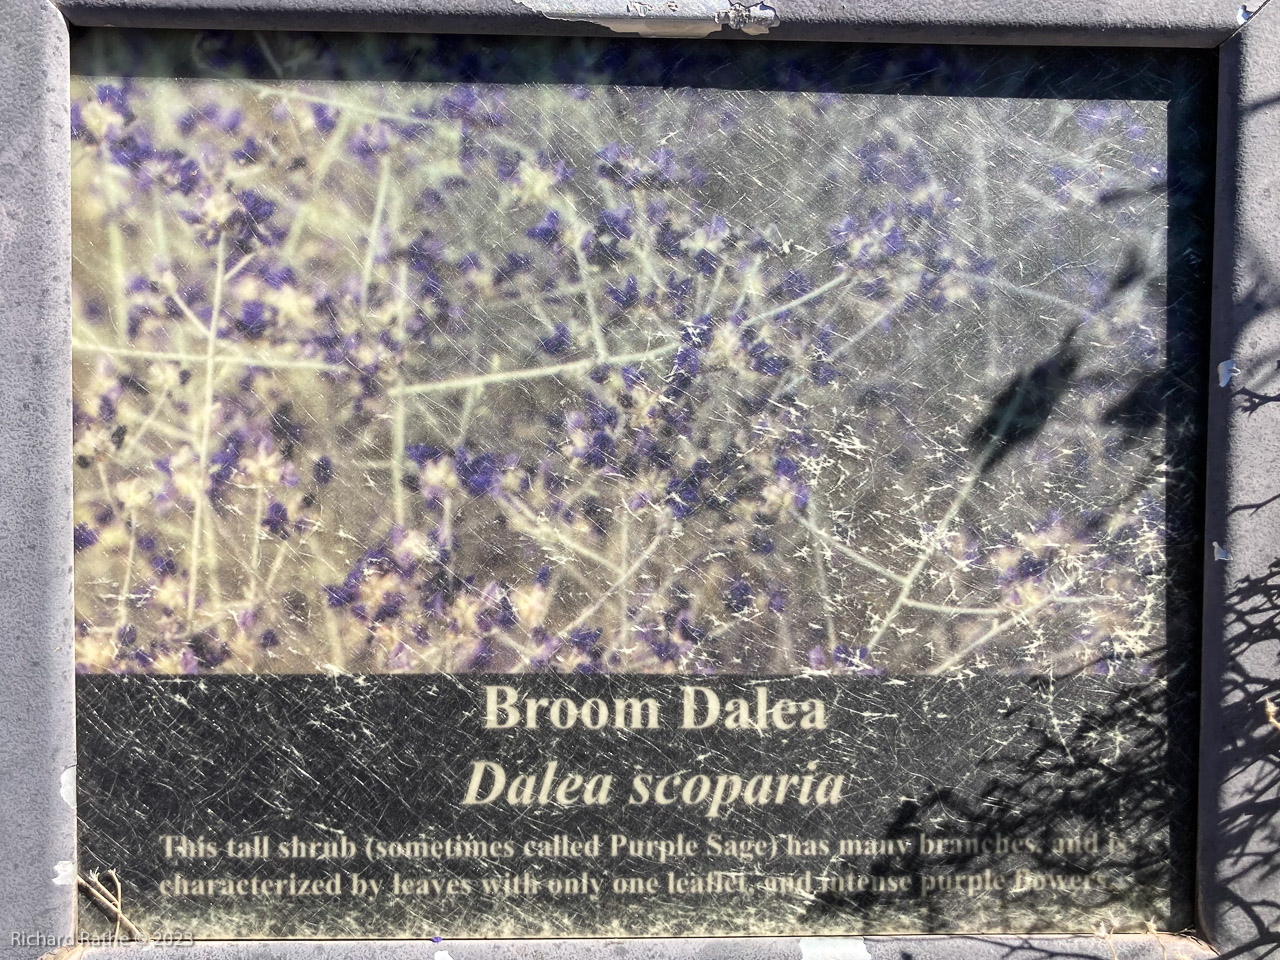 Broom Dalea
Dalea scoparia
This tall shrub (sometimes called Purple Sage) has many branches, and is
characterized by leaves with only one leaflet, and intense purple flowers.
Richard Rathe © 2023